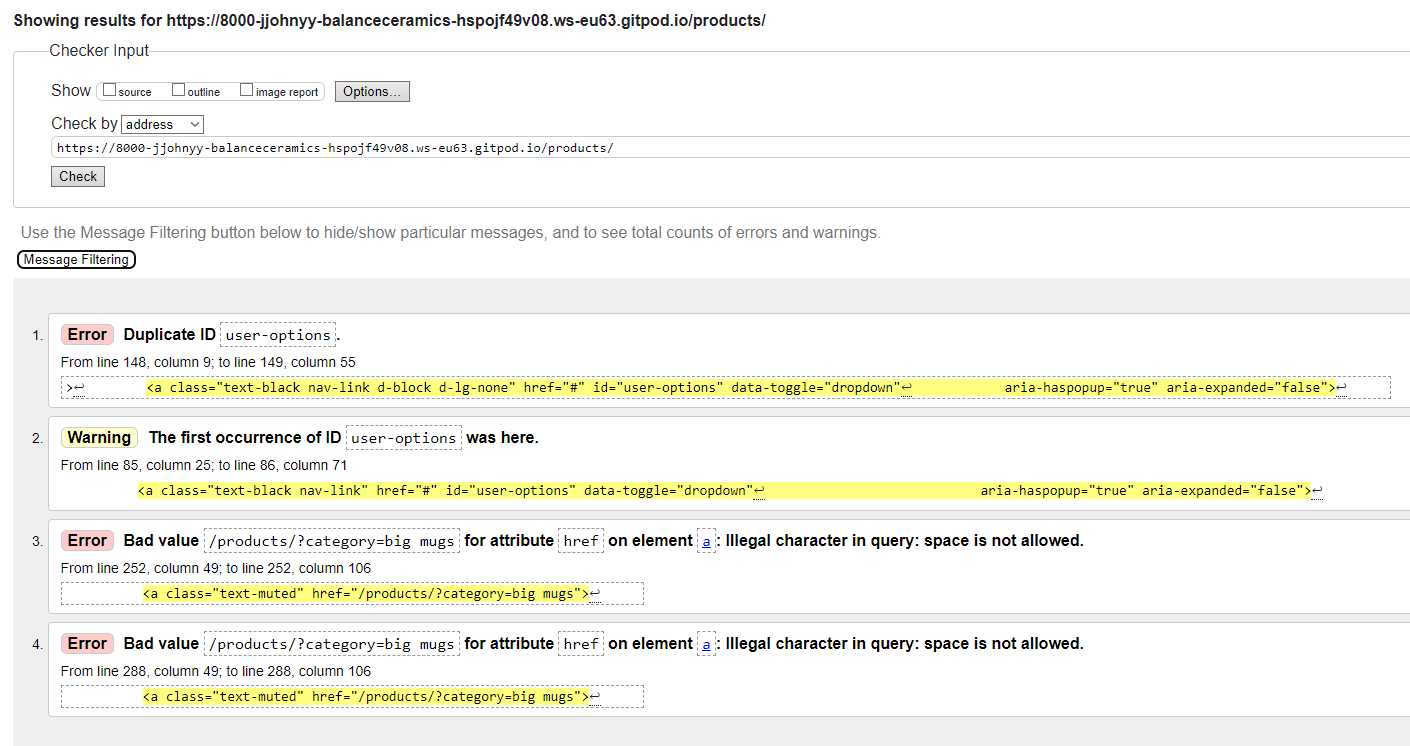 Showing results for https://8000-jjohnyy-balanceceramics-hspojf49v08.ws-eu63.gitpod.io/products/
Checker Input
Show source outline image report Options...
Check by address
https://8000-jjohnyy-balanceceramics-hspojf49v08.ws-eu63.gitpod.io/products/
Check
Use the Message Filtering button below to hide/show particular messages, and to see total counts of errors and warnings.
Message Filtering
1. Error Duplicate ID user-options.
From line 148, column 9; to line 149, column 55
>↩ <a class="text-black nav-link d-block d-lg-none" href="#" id="user-options" data-toggle="dropdown"↩ aria-haspopup="true" aria-expanded="false">↩
2. Warning The first occurrence of ID user-options was here.
From line 85, column 25; to line 86, column 71
<a class="text-black nav-link" href="#" id="user-options" data-toggle="dropdown"↩ aria-haspopup="true" aria-expanded="false">↩
3. Error Bad value /products/?category=big mugs for attribute href on element a: Illegal character in query: space is not allowed.
From line 252, column 49; to line 252, column 106
<a class="text-muted" href="/products/?category=big mugs">↩
4. Error Bad value /products/?category=big mugs for attribute href on element a: Illegal character in query: space is not allowed.
From line 288, column 49; to line 288, column 106
<a class="text-muted" href="/products/?category=big mugs">↩